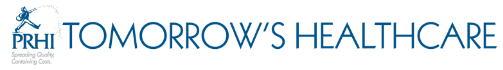 PRHI TOMORROW'S HEALTHCARE
Spreading Quality,
Containing Costs.